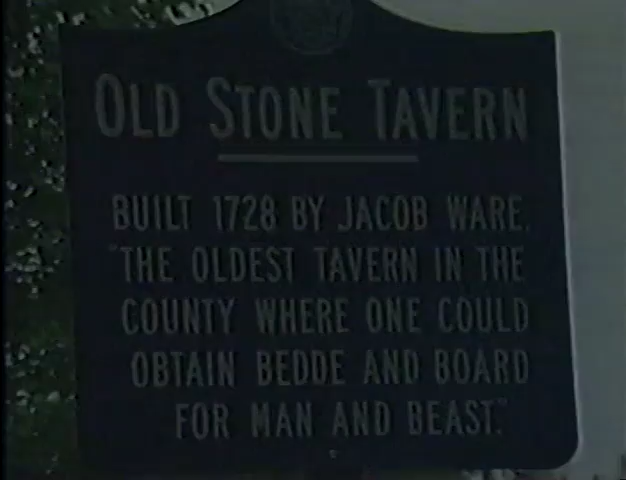 OLD STONE TAVERN
BUILT 1728 BY JACOB WARE.
"THE OLDEST TAVERN IN THE
COUNTY WHERE ONE COULD
OBTAIN BEDDE AND BOARD
FOR MAN AND BEAST."